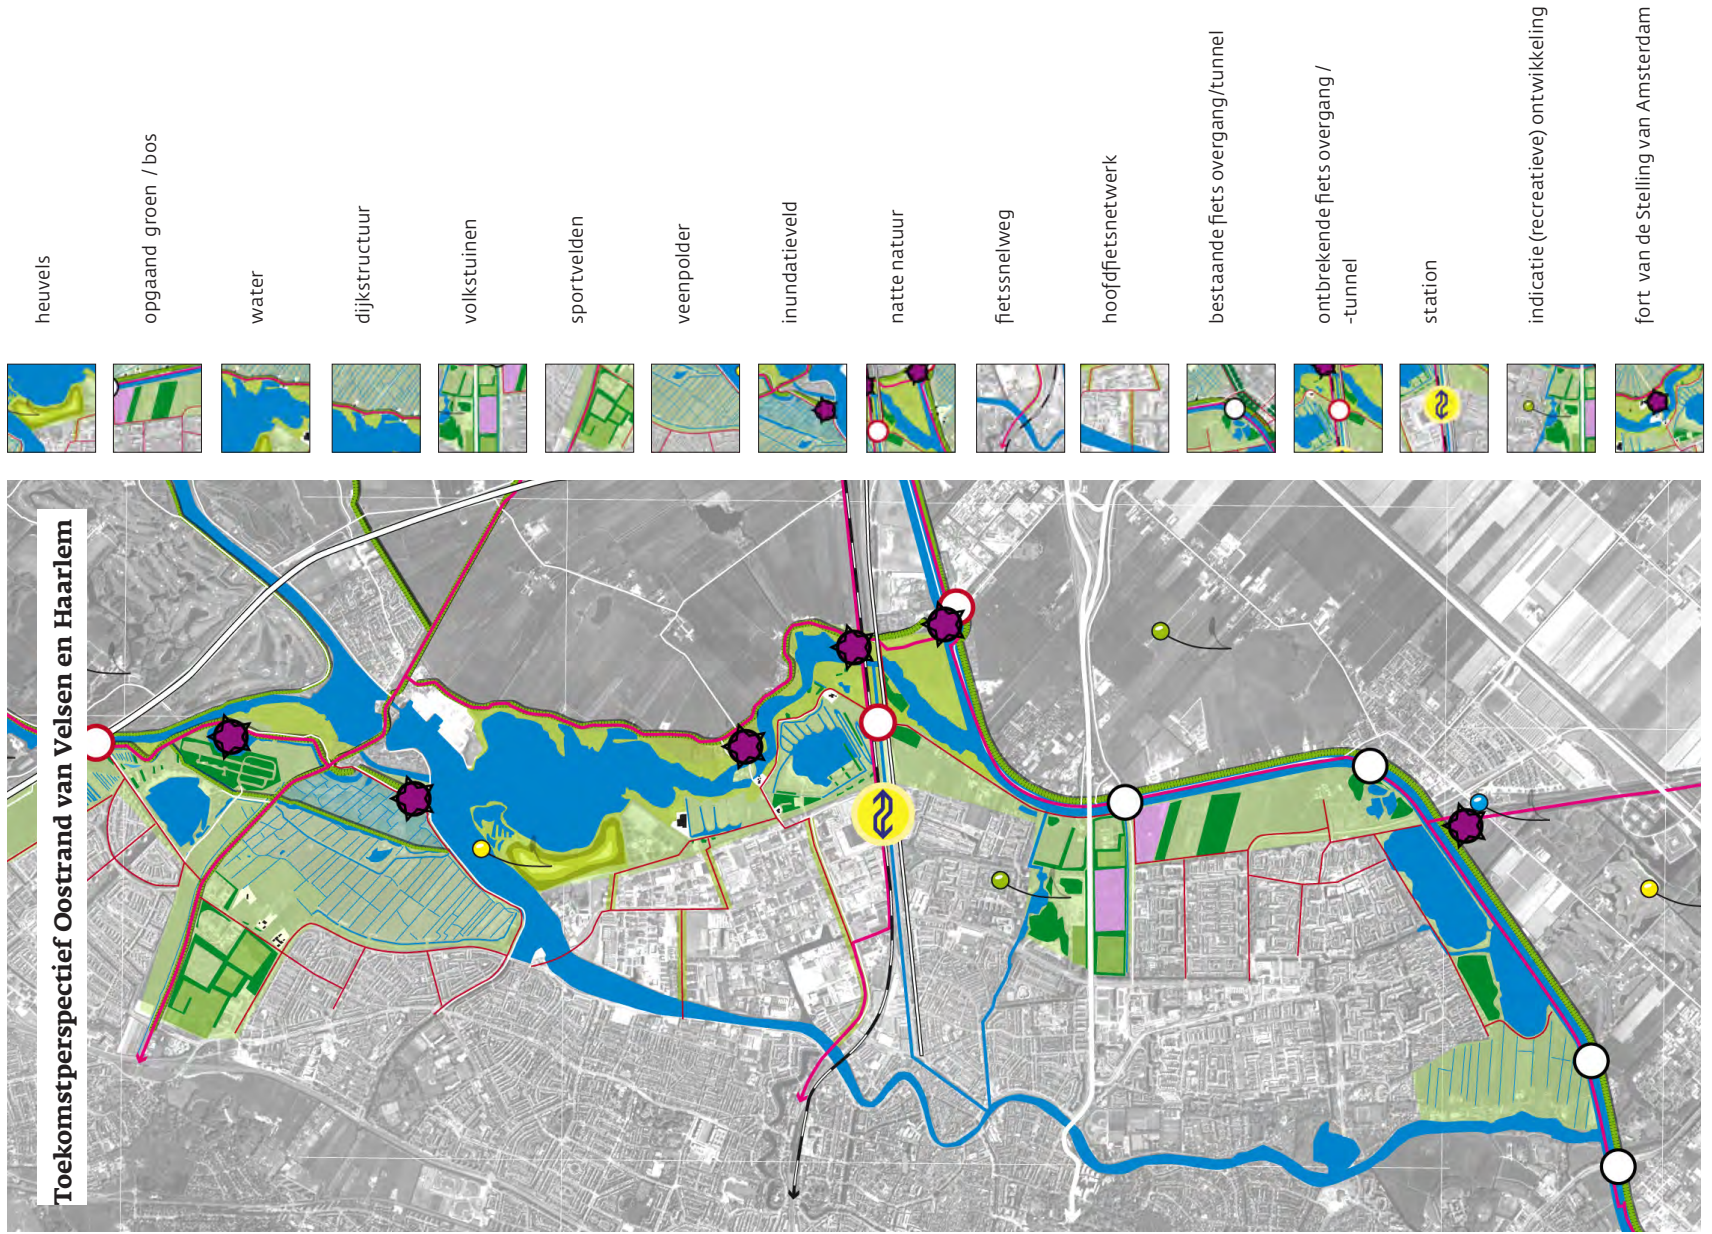 Toekomstperspectief Oostrand van Velsen en Haarlem
heuvels
opgaand groen / bos
water
dijkstructuur
volkstuinen
sportvelden
veenpolder
inundatieveld
natte natuur
fietssnelweg
hoofdfietsnetwerk
bestaande fiets overgang/tunnel
ontbrekende fiets overgang /
-tunnel
station
indicatie (recreatieve) ontwikkeling
fort van de Stelling van Amsterdam